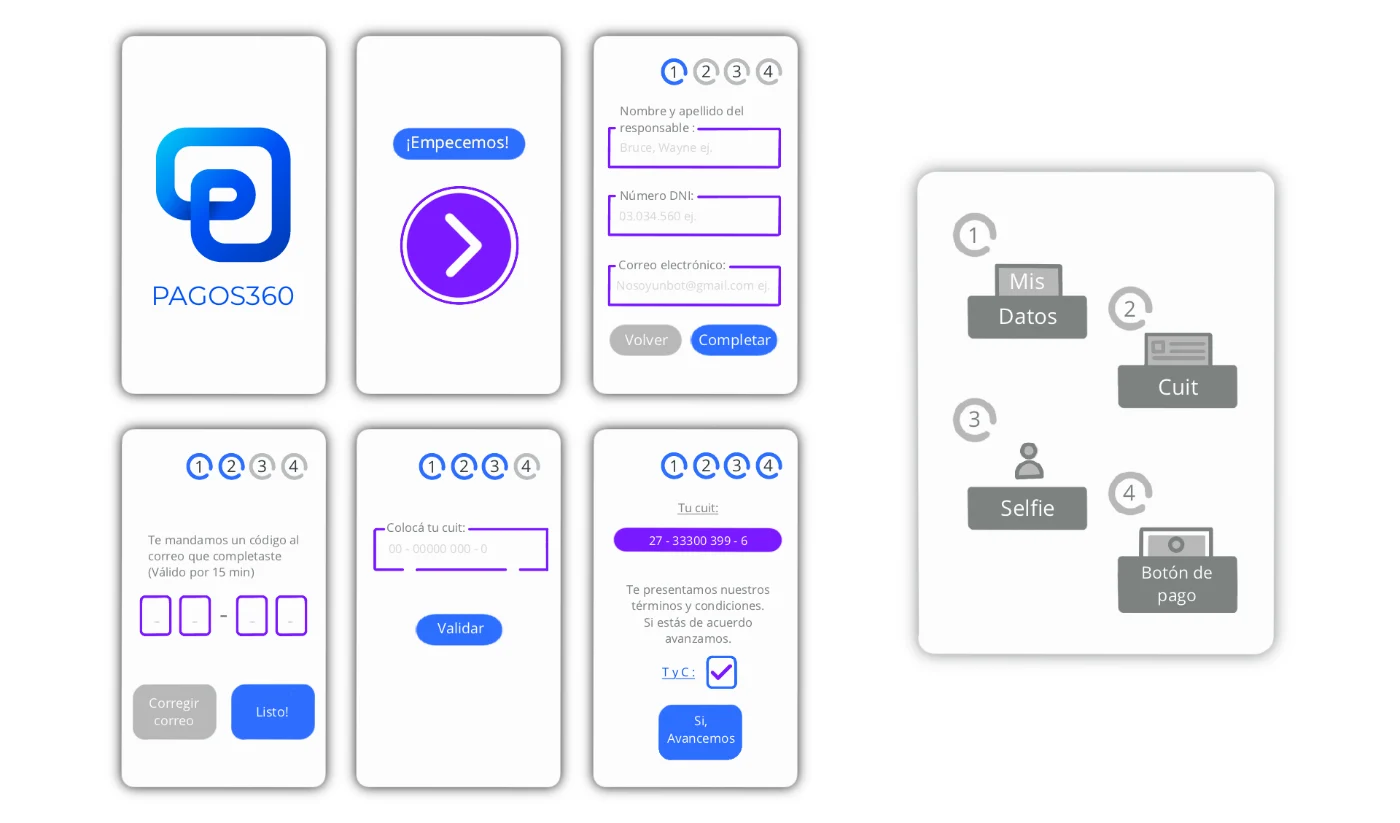 PAGOS360
¡Empecemos!
1 2 3 4
Nombre y apellido del
responsable :
Bruce, Wayne ej.
Número DNI:
03.034 560 ej.
Correo electrónico:
Nosoyunbot@gmail.com ej.
Volver
Completar
1 2 3 4
Te mandamos un código al
correo que completaste
(Válido por 15 min)
_ _ - _ _
Corregir
correo
Listo!
1 2 3 4
Colocá tu cuit:
00 - 00000 000 - 0
Validar
1 2 3 4
Tu cuit:
27 - 33300 399 - 6
Te presentamos nuestros
términos y condiciones.
Si estás de acuerdo
avanzamos.
T y C :
Si,
Avancemos
1
Mis
Datos
2
Cuit
3
Selfie
4
Botón de
pago